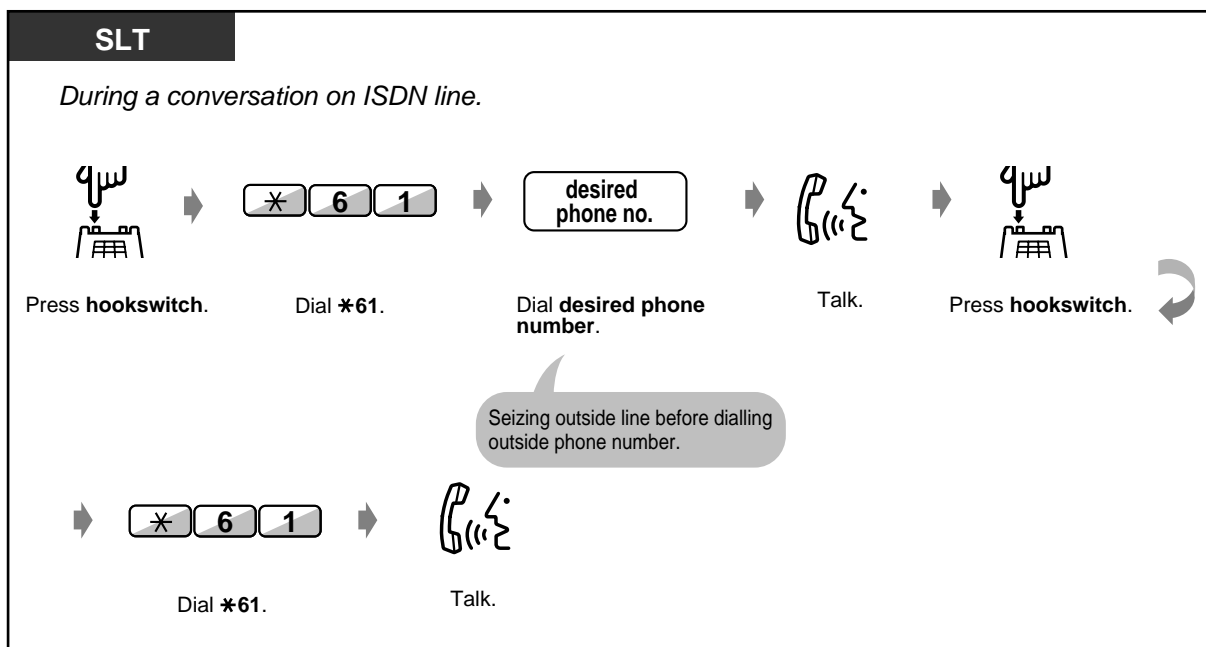 SLT
During a conversation on ISDN line.
✳ 6 1
desired
phone no.
Press hookswitch.
Dial ✳61.
Dial desired phone
number.
Talk.
Press hookswitch.
Seizing outside line before dialling
outside phone number.
✳ 6 1
Dial ✳61.
Talk.